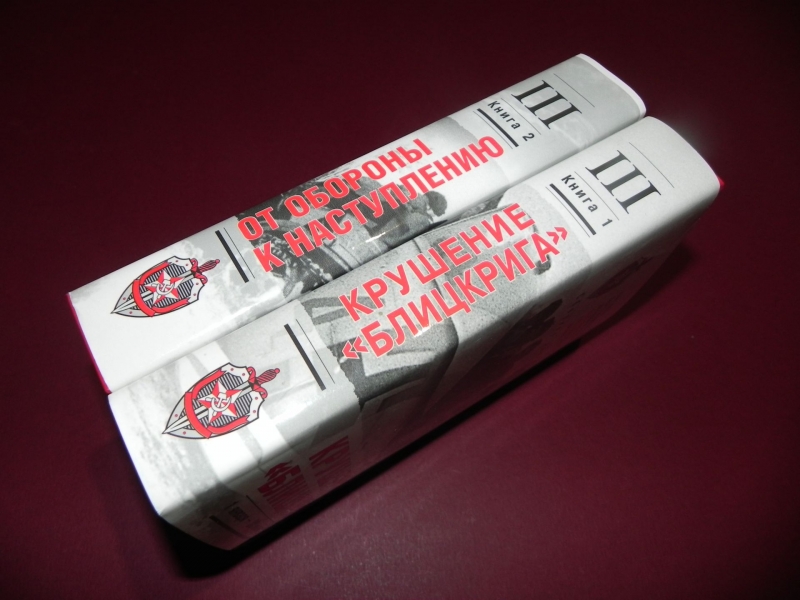 III
Книга 2
ОТ ОБОРОНЫ
К НАСТУПЛЕНИЮ
III
Книга 1
КРУШЕНИЕ
«БЛИЦКРИГА»